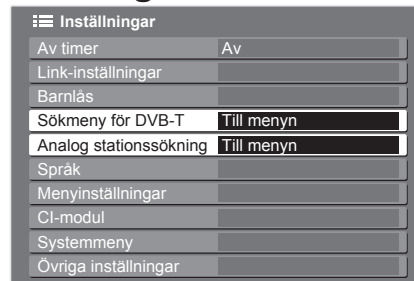 Inställningar
Av timer Av
Link-inställningar
Barnlås
Sökmeny för DVB-T Till menyn
Analog stationssökning Till menyn
Språk
Menyinställningar
CI-modul
Systemmeny
Övriga inställningar